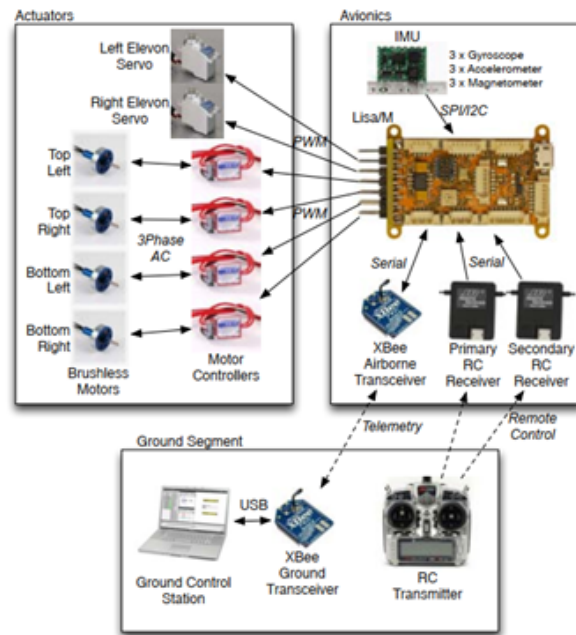 Actuators
Left Elevon
Servo
Right Elevon
Servo
PWM
Top
Left
Top
Right
3Phase
AC
PWM
Bottom
Left
Bottom
Right
Brushless
Motors
Motor
Controllers
Avionics
IMU
3 x Gyroscope
3 x Accelerometer
3 x Magnetometer
SPI/I2C
Lisa/M
Serial
Serial
XBee
Airborne
Transceiver
Primary
RC
Receiver
Secondary
RC
Receiver
Telemetry
Remote
Control
Ground Segment
USB
Ground Control
Station
XBee
Ground
Transceiver
RC
Transmitter